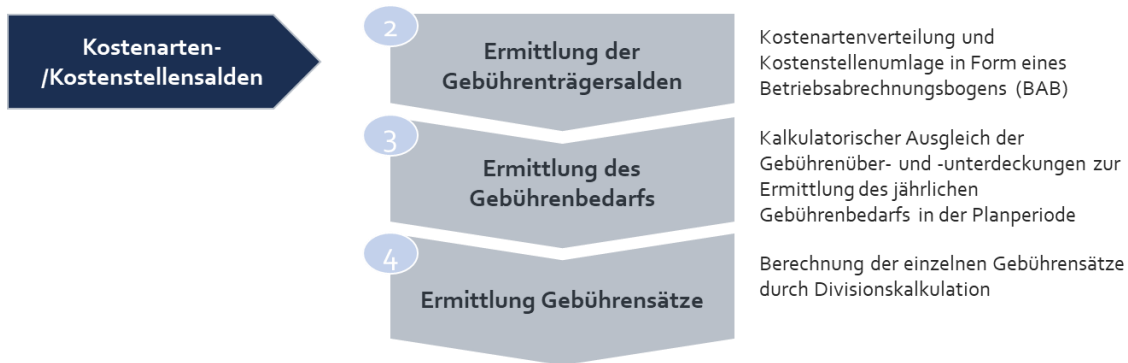 Kostenarten-
/Kostenstellensalden
2
Ermittlung der
Gebührenträgersalden
Kostenartenverteilung und
Kostenstellenumlage in Form eines
Betriebsabrechnungsbogens (BAB)
3
Ermittlung des
Gebührenbedarfs
Kalkulatorischer Ausgleich der
Gebührenüber- und -unterdeckungen zur
Ermittlung des jährlichen
Gebührenbedarfs in der Planperiode
4
Ermittlung Gebührensätze
Berechnung der einzelnen Gebührensätze
durch Divisionskalkulation